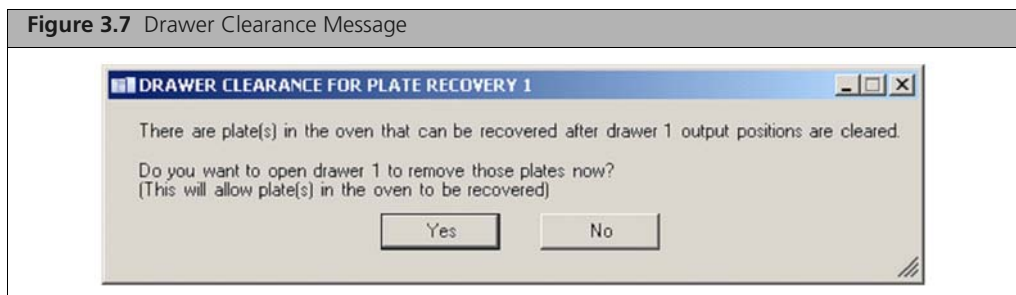 Figure 3.7 Drawer Clearance Message
DRAWER CLEARANCE FOR PLATE RECOVERY 1
There are plate(s) in the oven that can be recovered after drawer 1 output positions are cleared.
Do you want to open drawer 1 to remove those plates now?
(This will allow plate(s) in the oven to be recovered)
Yes No